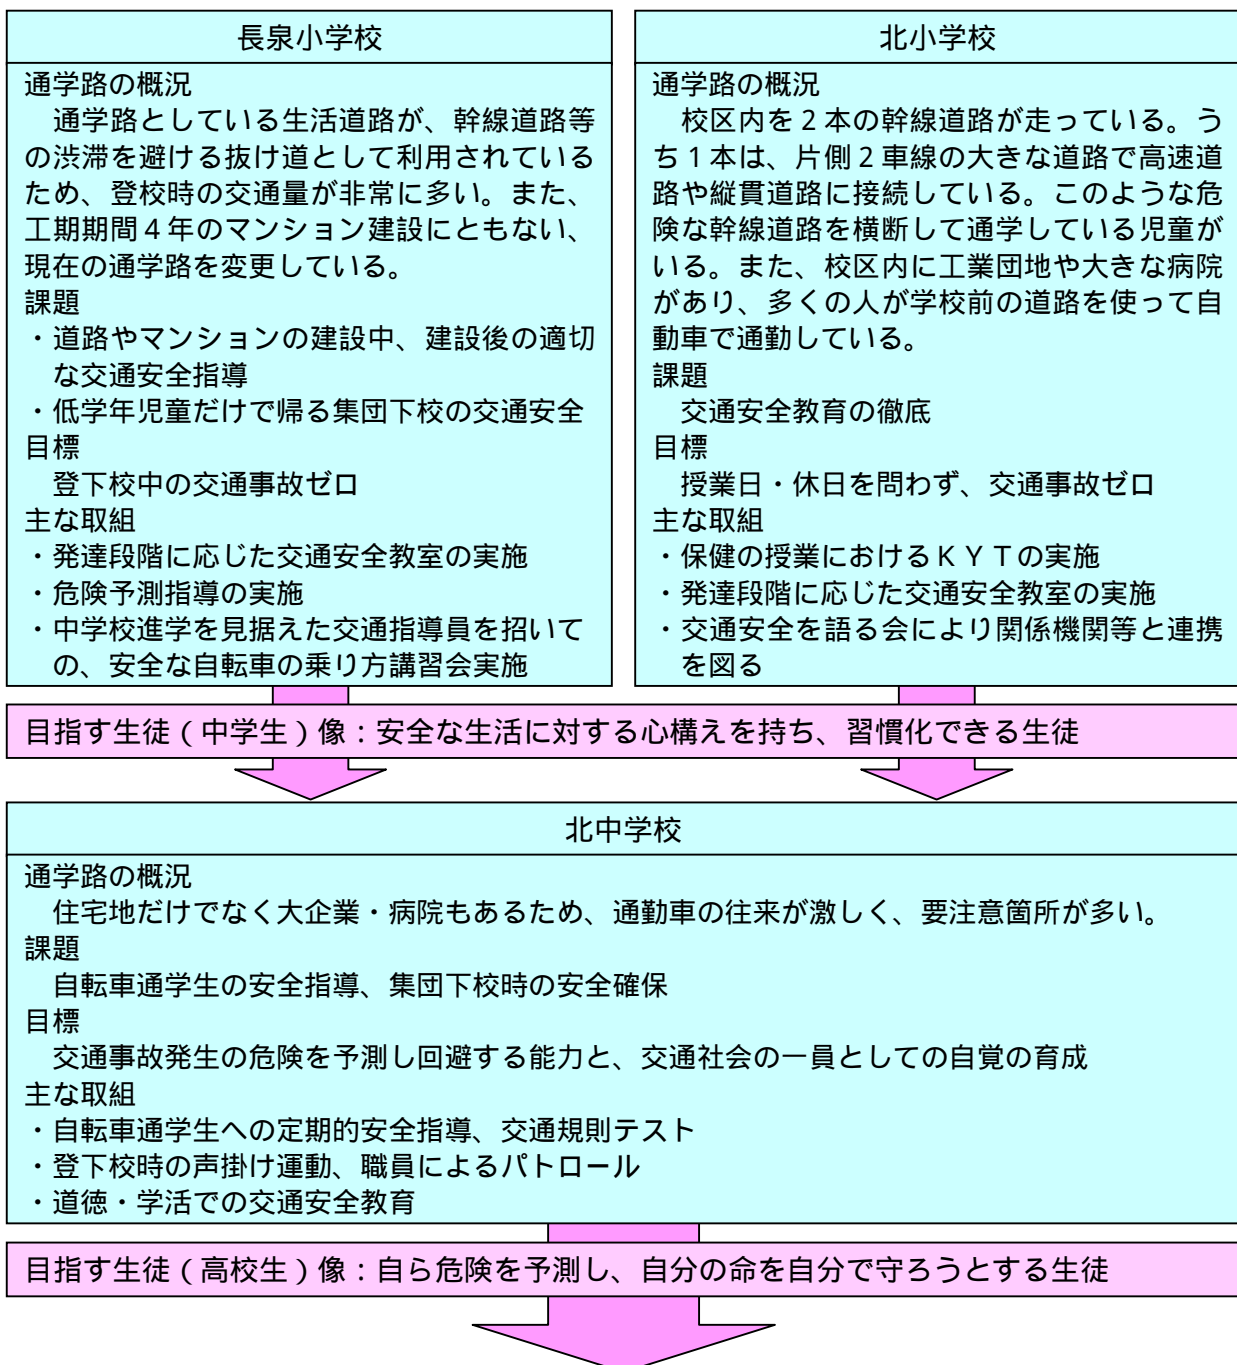 長泉小学校
通学路の概況
通学路としている生活道路が、幹線道路等
の渋滞を避ける抜け道として利用されている
ため、登校時の交通量が非常に多い。また、
工期期間４年のマンション建設にともない、
現在の通学路を変更している。
課題
・道路やマンションの建設中、建設後の適切
な交通安全指導
・低学年児童だけで帰る集団下校の交通安全
目標
登下校中の交通事故ゼロ
主な取組
・発達段階に応じた交通安全教室の実施
・危険予測指導の実施
・中学校進学を見据えた交通指導員を招いて
の、安全な自転車の乗り方講習会実施
北小学校
通学路の概況
校区内を２本の幹線道路が走っている。う
ち１本は、片側２車線の大きな道路で高速道
路や縦貫道路に接続している。このような危
険な幹線道路を横断して通学している児童が
いる。また、校区内に工業団地や大きな病院
があり、多くの人が学校前の道路を使って自
動車で通勤している。
課題
交通安全教育の徹底
目標
授業日・休日を問わず、交通事故ゼロ
主な取組
・保健の授業におけるＫＹＴの実施
・発達段階に応じた交通安全教室の実施
・交通安全を語る会により関係機関等と連携
を図る
目指す生徒（中学生）像：安全な生活に対する心構えを持ち、習慣化できる生徒
北中学校
通学路の概況
住宅地だけでなく大企業・病院もあるため、通勤車の往来が激しく、要注意箇所が多い。
課題
自転車通学生の安全指導、集団下校時の安全確保
目標
交通事故発生の危険を予測し回避する能力と、交通社会の一員としての自覚の育成
主な取組
・自転車通学生への定期的安全指導、交通規則テスト
・登下校時の声掛け運動、職員によるパトロール
・道徳・学活での交通安全教育
目指す生徒（高校生）像：自ら危険を予測し、自分の命を自分で守ろうとする生徒